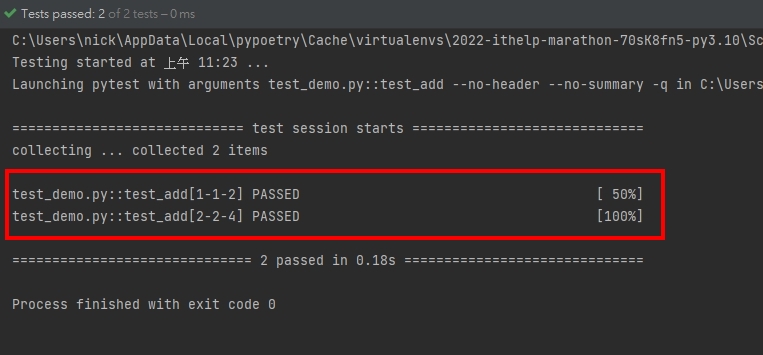 Tests passed: 2 of 2 tests – 0 ms
C:\Users\nick\AppData\Local\pypoetry\Cache\virtualenvs\2022-ithelp-marathon-70sK8fn5-py3.10\Sc
Testing started at 上午 11:23 ...
Launching pytest with arguments test_demo.py::test_add --no-header --no-summary -q in C:\Users
============================= test session starts =============================
collecting ... collected 2 items
test_demo.py::test_add[1-1-2] PASSED                                     [ 50%]
test_demo.py::test_add[2-2-4] PASSED                                     [100%]
============================== 2 passed in 0.18s ==============================
Process finished with exit code 0